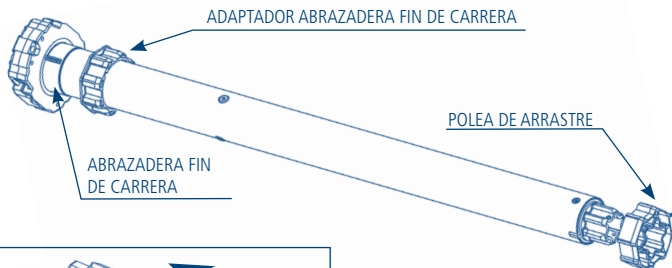 ADAPTADOR ABRAZADERA FIN DE CARRERA
POLEA DE ARRASTRE
ABRAZADERA FIN
DE CARRERA